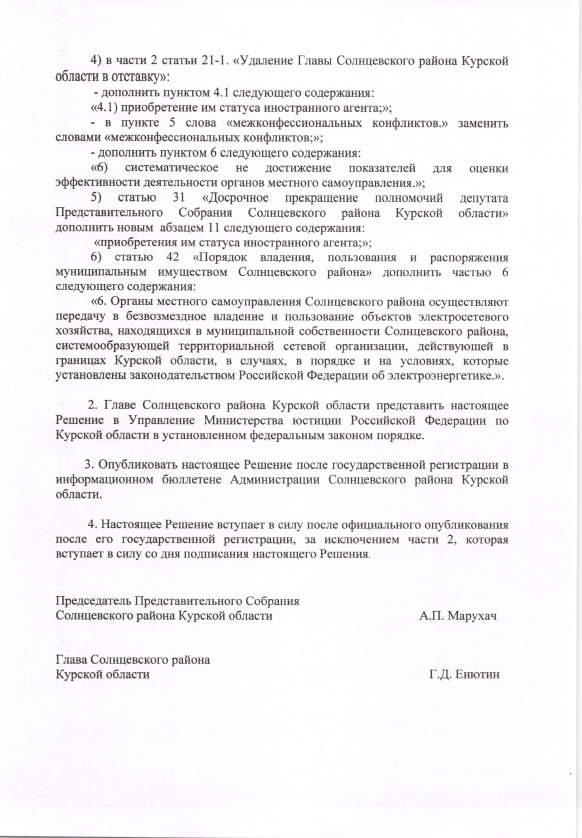 4) в части 2 статьи 21-1. «Удаление Главы Солнцевского района Курской
области в отставку»:
- дополнить пунктом 4.1 следующего содержания:
«4.1) приобретение им статуса иностранного агента;»;
- в пункте 5 слова «межконфессиональных конфликтов.» заменить
словами «межконфессиональных конфликтов;»;
- дополнить пунктом 6 следующего содержания:
«6) систематическое не достижение показателей для оценки
эффективности деятельности органов местного самоуправления.»;
5) статью 31 «Досрочное прекращение полномочий депутата
Представительного Собрания Солнцевского района Курской области»
дополнить новым абзацем 11 следующего содержания:
«приобретения им статуса иностранного агента;»;
6) статью 42 «Порядок владения, пользования и распоряжения
муниципальным имуществом Солнцевского района» дополнить частью 6
следующего содержания:
«6. Органы местного самоуправления Солнцевского района осуществляют
передачу в безвозмездное владение и пользование объектов электросетевого
хозяйства, находящихся в муниципальной собственности Солнцевского района,
системообразующей территориальной сетевой организации, действующей в
границах Курской области, в случаях, в порядке и на условиях, которые
установлены законодательством Российской Федерации об электроэнергетике.».
2. Главе Солнцевского района Курской области представить настоящее
Решение в Управление Министерства юстиции Российской Федерации по
Курской области в установленном федеральным законом порядке.
3. Опубликовать настоящее Решение после государственной регистрации в
информационном бюллетене Администрации Солнцевского района Курской
области.
4. Настоящее Решение вступает в силу после официального опубликования
после его государственной регистрации, за исключением части 2, которая
вступает в силу со дня подписания настоящего Решения.
Председатель Представительного Собрания
Солнцевского района Курской области А.П. Марухач
Глава Солнцевского района
Курской области Г.Д. Енютин